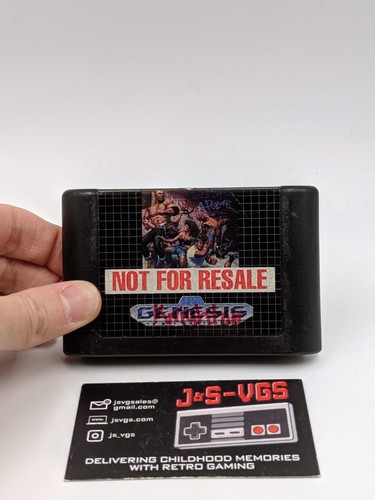 NOT FOR RESALE
GENESIS
J&S-VGS
jsvgsales@
gmail.com
jsvgs.com
js_vgs
DELIVERING CHILDHOOD MEMORIES
WITH RETRO GAMING